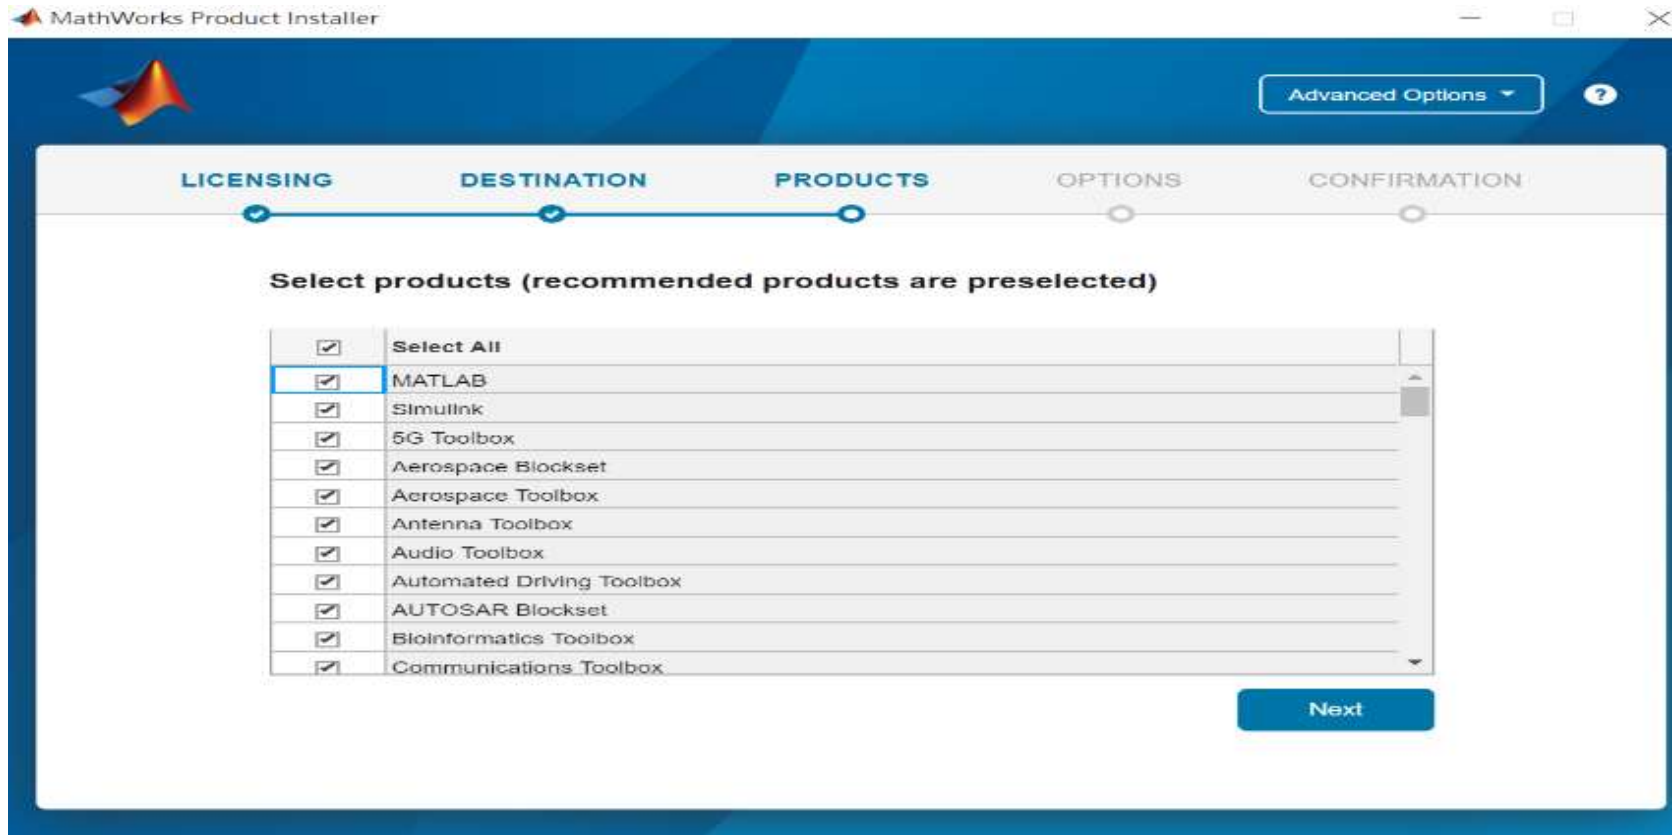 MathWorks Product Installer
Advanced Options
?
LICENSING DESTINATION PRODUCTS OPTIONS CONFIRMATION
Select products (recommended products are preselected)
Select All
MATLAB
Simulink
5G Toolbox
Aerospace Blockset
Aerospace Toolbox
Antenna Toolbox
Audio Toolbox
Automated Driving Toolbox
AUTOSAR Blockset
Bioinformatics Toolbox
Communications Toolbox
Next